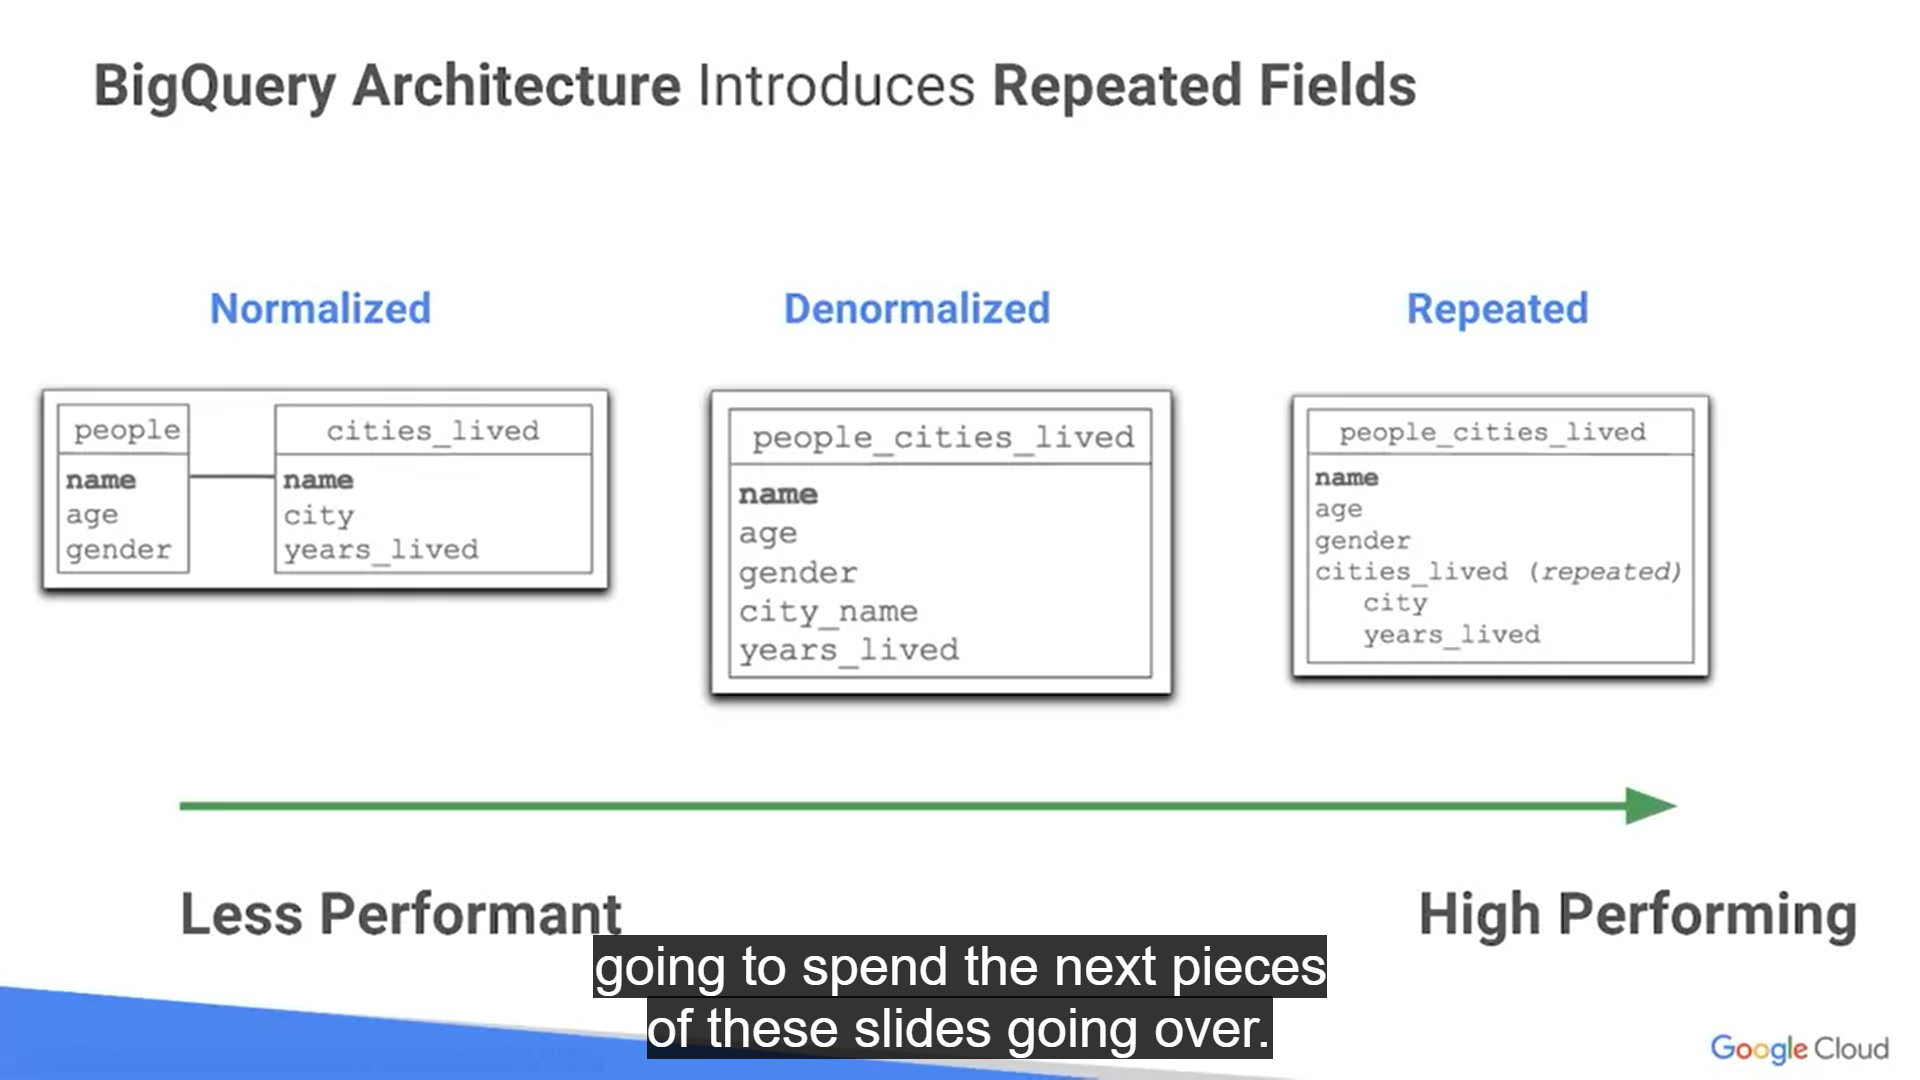 BigQuery Architecture Introduces Repeated Fields
Normalized
people
name
age
gender
cities_lived
name
city
years_lived
Denormalized
people_cities_lived
name
age
gender
city_name
years_lived
Repeated
people_cities_lived
name
age
gender
cities_lived (repeated)
city
years_lived
Less Performant
High Performing
going to spend the next pieces
of these slides going over.
Google Cloud